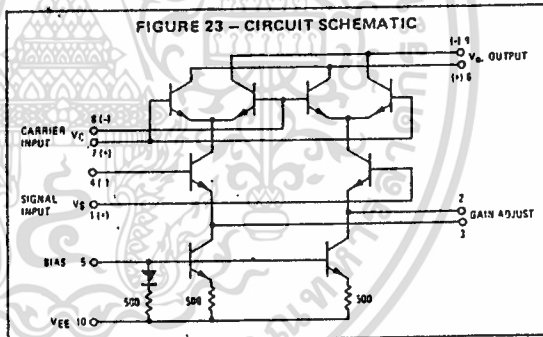 FIGURE 23 – CIRCUIT SCHEMATIC
(-) 9
Vo, OUTPUT
(+) 6
8 (-)
CARRIER VC
INPUT
7 (+)
4 (-)
SIGNAL VS
INPUT
1 (+)
2
GAIN ADJUST
3
BIAS 5
500
500
500
VEE 10